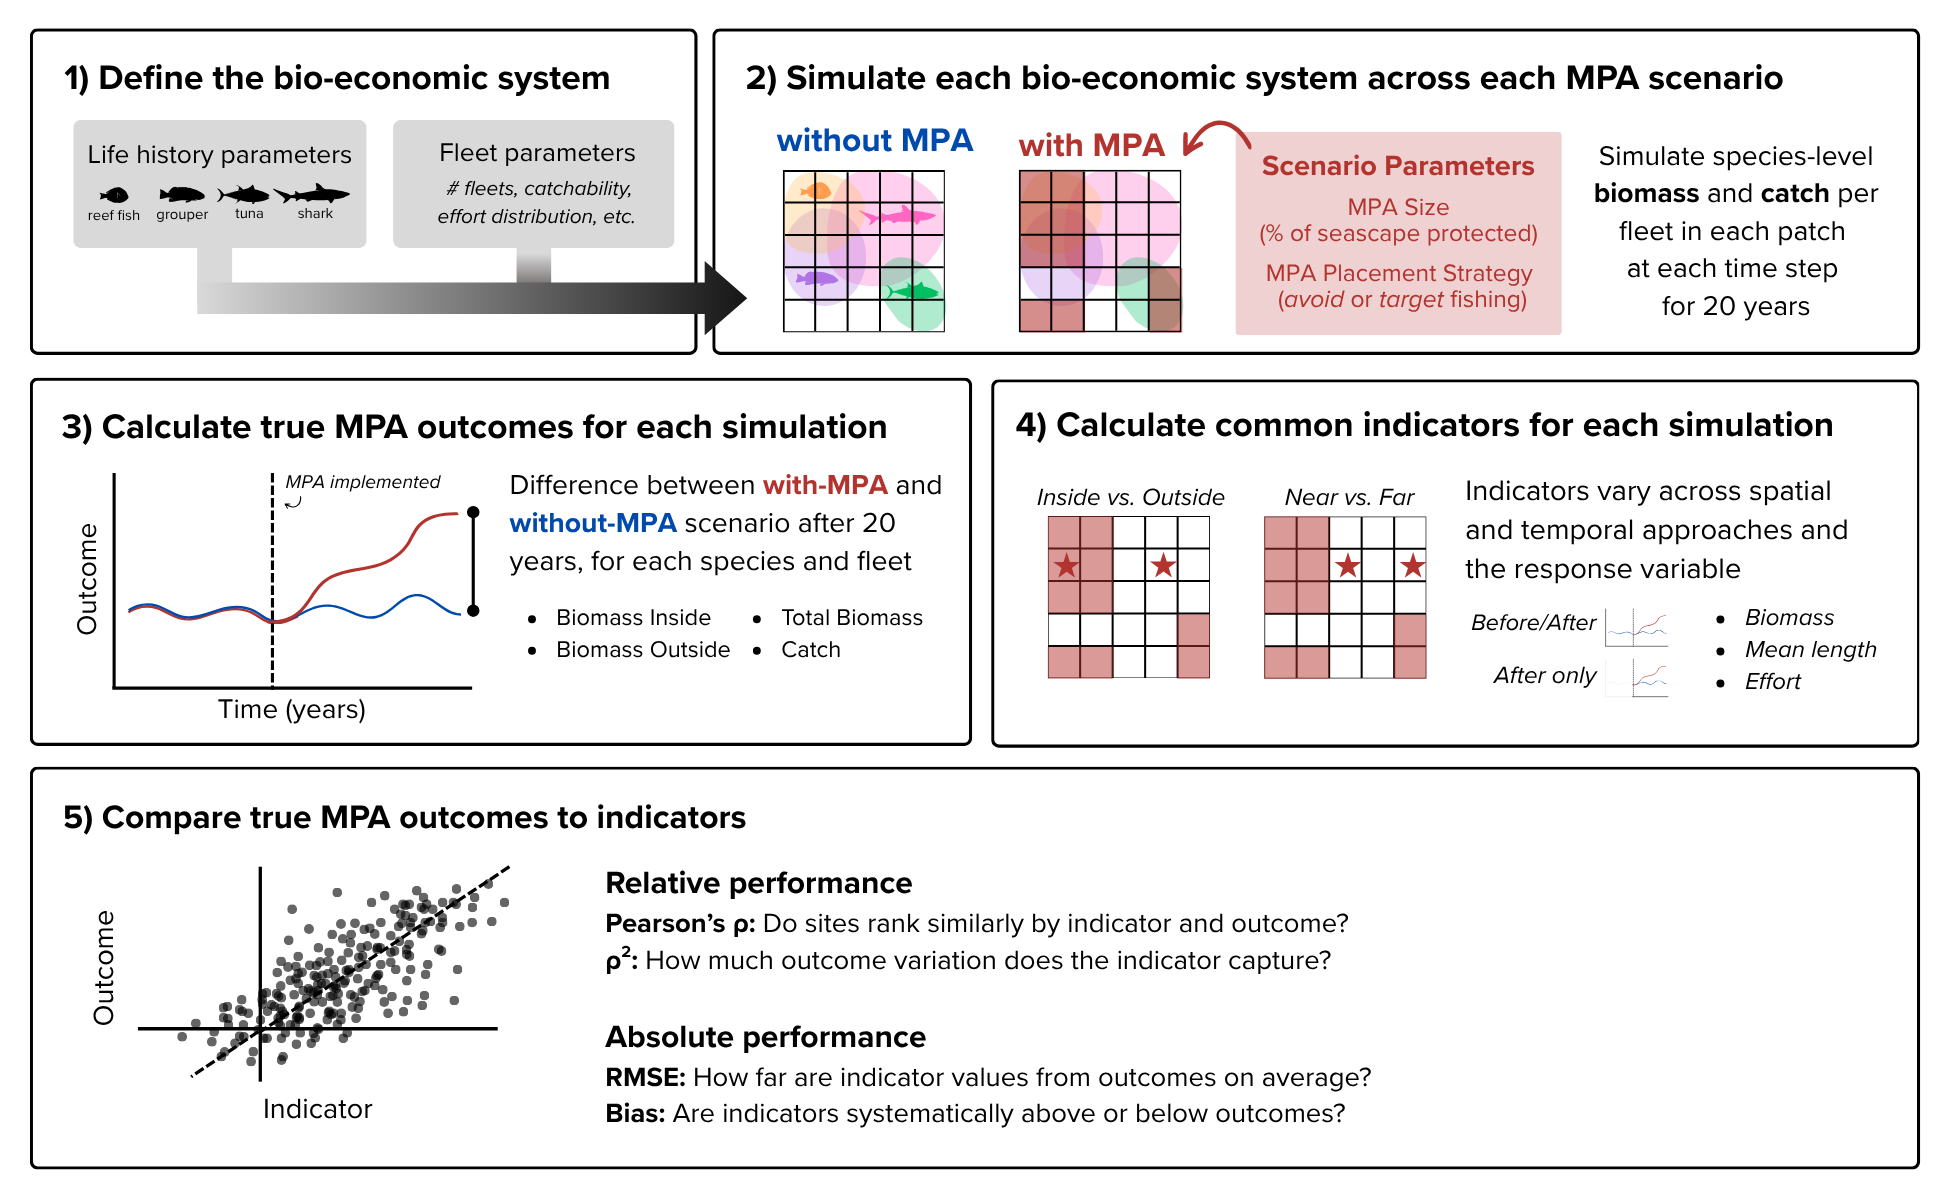 1) Define the bio-economic system
Life history parameters
reef fish
grouper
tuna
shark
Fleet parameters
# fleets, catchability,
effort distribution, etc.
2) Simulate each bio-economic system across each MPA scenario
without MPA
with MPA
Scenario Parameters
MPA Size
(% of seascape protected)
MPA Placement Strategy
(avoid or target fishing)
Simulate species-level
biomass and catch per
fleet in each patch
at each time step
for 20 years
3) Calculate true MPA outcomes for each simulation
Outcome
MPA implemented
Time (years)
Difference between with-MPA and
without-MPA scenario after 20
years, for each species and fleet
• Biomass Inside
• Biomass Outside
• Total Biomass
• Catch
4) Calculate common indicators for each simulation
Inside vs. Outside
Near vs. Far
Indicators vary across spatial
and temporal approaches and
the response variable
Before/After
After only
• Biomass
• Mean length
• Effort
5) Compare true MPA outcomes to indicators
Outcome
Indicator
Relative performance
Pearson's ρ: Do sites rank similarly by indicator and outcome?
ρ²: How much outcome variation does the indicator capture?
Absolute performance
RMSE: How far are indicator values from outcomes on average?
Bias: Are indicators systematically above or below outcomes?